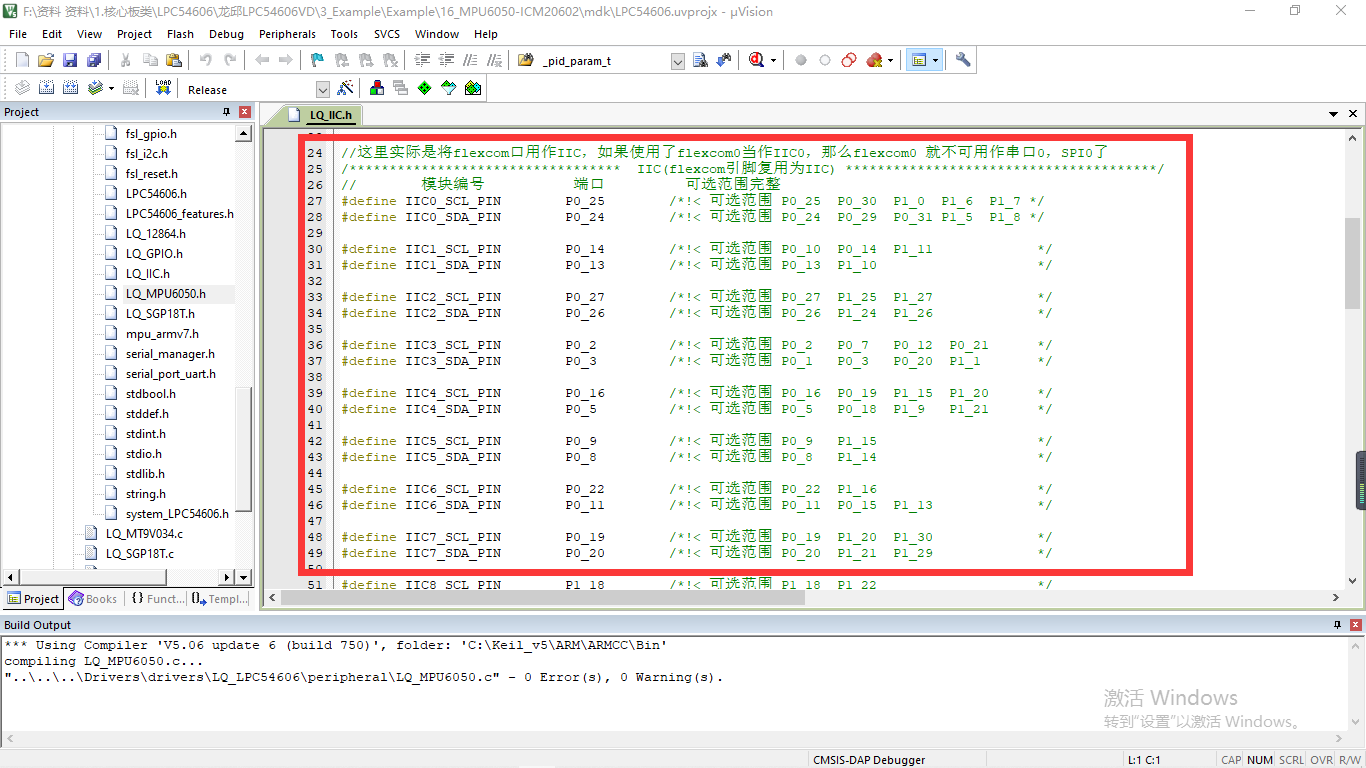 F:\资料 资料\1.核心板类\LPC54606\龙邱LPC54606VD\3_Example\Example\16_MPU6050-ICM20602\mdk\LPC54606.uvprojx - µVision
File Edit View Project Flash Debug Peripherals Tools SVCS Window Help
_pid_param_t
LOAD
Release
Project
LQ_IIC.h
fsl_gpio.h
fsl_i2c.h
fsl_reset.h
LPC54606.h
LPC54606_features.h
LQ_12864.h
LQ_GPIO.h
LQ_IIC.h
LQ_MPU6050.h
LQ_SGP18T.h
mpu_armv7.h
serial_manager.h
serial_port_uart.h
stdbool.h
stddef.h
stdint.h
stdio.h
stdlib.h
string.h
system_LPC54606.h
LQ_MT9V034.c
LQ_SGP18T.c
Project Books {} Funct... Templ...
24 //这里实际是将flexcom口用作IIC，如果使用了flexcom0当作IIC0，那么flexcom0 就不可用作串口0，SPI0了
25 /********************************** IIC(flexcom引脚复用为IIC) ***************************************/
26 // 模块编号 端口 可选范围完整
27 #define IIC0_SCL_PIN P0_25 /*!< 可选范围 P0_25 P0_30 P1_0 P1_6 P1_7 */
28 #define IIC0_SDA_PIN P0_24 /*!< 可选范围 P0_24 P0_29 P0_31 P1_5 P1_8 */
29
30 #define IIC1_SCL_PIN P0_14 /*!< 可选范围 P0_10 P0_14 P1_11 */
31 #define IIC1_SDA_PIN P0_13 /*!< 可选范围 P0_13 P1_10 */
32
33 #define IIC2_SCL_PIN P0_27 /*!< 可选范围 P0_27 P1_25 P1_27 */
34 #define IIC2_SDA_PIN P0_26 /*!< 可选范围 P0_26 P1_24 P1_26 */
35
36 #define IIC3_SCL_PIN P0_2 /*!< 可选范围 P0_2 P0_7 P0_12 P0_21 */
37 #define IIC3_SDA_PIN P0_3 /*!< 可选范围 P0_1 P0_3 P0_20 P1_1 */
38
39 #define IIC4_SCL_PIN P0_16 /*!< 可选范围 P0_16 P0_19 P1_15 P1_20 */
40 #define IIC4_SDA_PIN P0_5 /*!< 可选范围 P0_5 P0_18 P1_9 P1_21 */
41
42 #define IIC5_SCL_PIN P0_9 /*!< 可选范围 P0_9 P1_15 */
43 #define IIC5_SDA_PIN P0_8 /*!< 可选范围 P0_8 P1_14 */
44
45 #define IIC6_SCL_PIN P0_22 /*!< 可选范围 P0_22 P1_16 */
46 #define IIC6_SDA_PIN P0_11 /*!< 可选范围 P0_11 P0_15 P1_13 */
47
48 #define IIC7_SCL_PIN P0_19 /*!< 可选范围 P0_19 P1_20 P1_30 */
49 #define IIC7_SDA_PIN P0_20 /*!< 可选范围 P0_20 P1_21 P1_29 */
50
51 #define IIC8_SCL_PIN P1_18 /*!< 可选范围 P1_18 P1_22 */
Build Output
*** Using Compiler 'V5.06 update 6 (build 750)', folder: 'C:\Keil_v5\ARM\ARMCC\Bin'
compiling LQ_MPU6050.c...
"..\..\..\Drivers\drivers\LQ_LPC54606\peripheral\LQ_MPU6050.c" - 0 Error(s), 0 Warning(s).
激活 Windows
转到"设置"以激活 Windows。
CMSIS-DAP Debugger L:1 C:1 CAP NUM SCRL OVR R/W